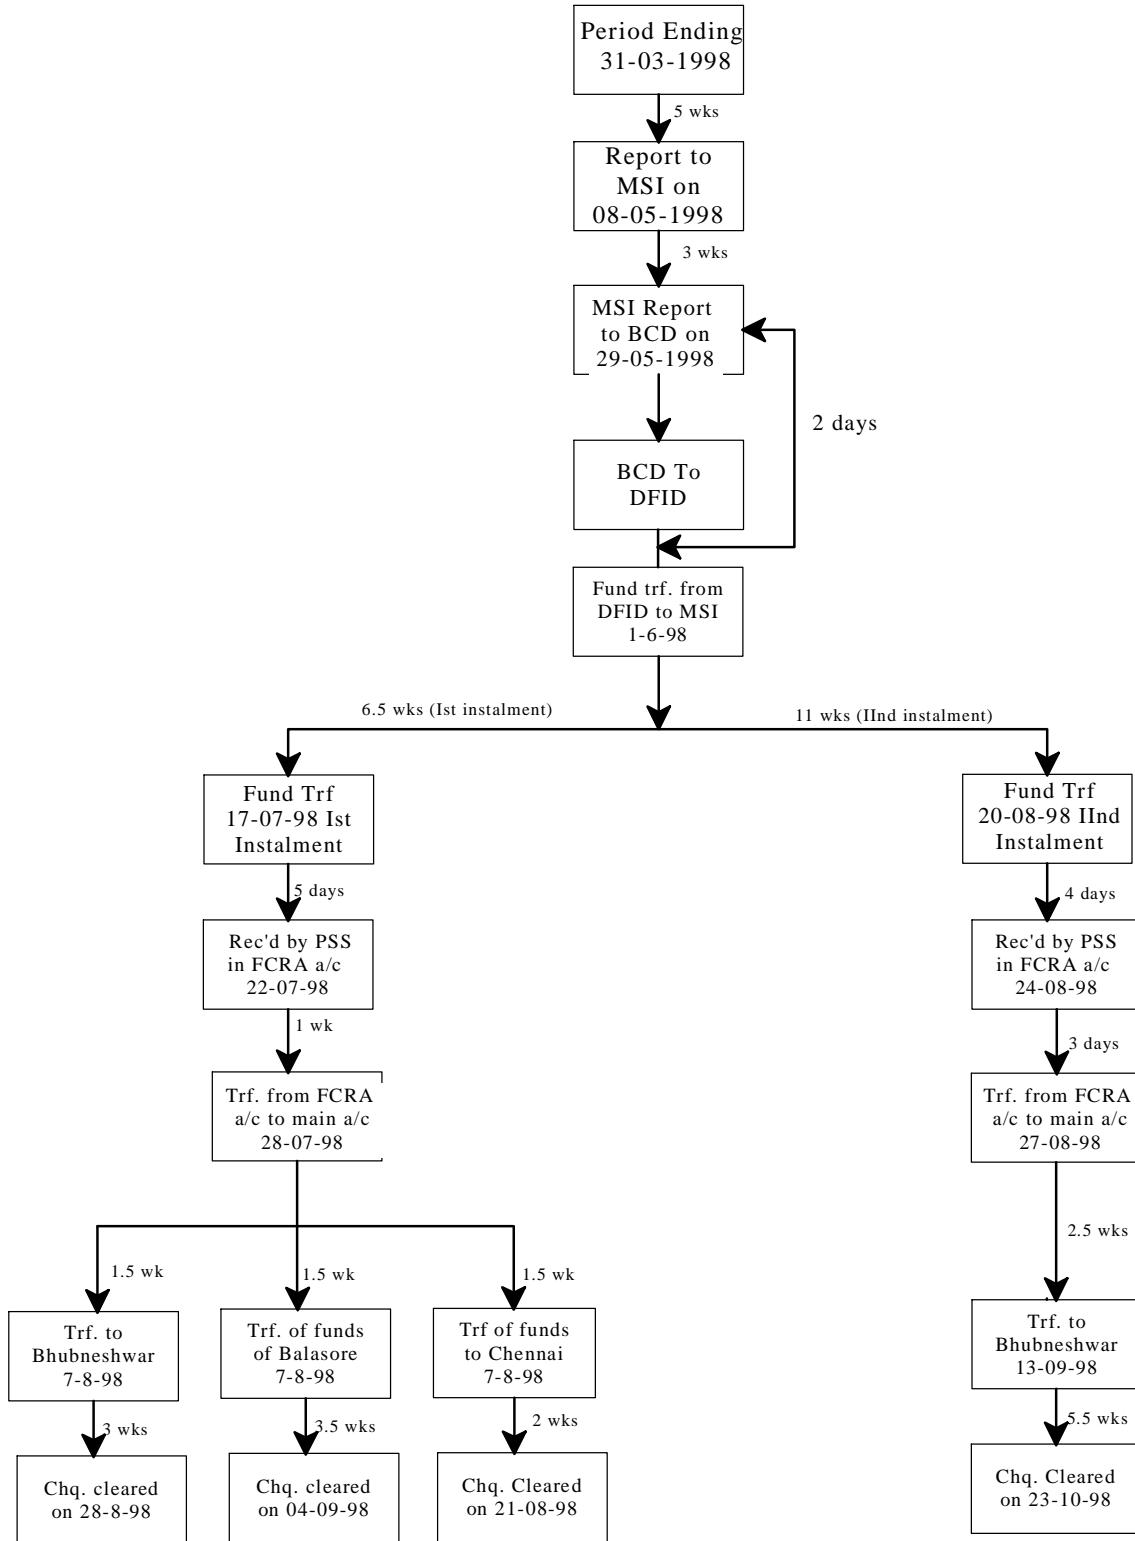 Period Ending
31-03-1998
5 wks
Report to
MSI on
08-05-1998
3 wks
MSI Report
to BCD on
29-05-1998
2 days
BCD To
DFID
Fund trf. from
DFID to MSI
1-6-98
6.5 wks (Ist instalment)
11 wks (IInd instalment)
Fund Trf
17-07-98 Ist
Instalment
Fund Trf
20-08-98 IInd
Instalment
5 days
4 days
Rec'd by PSS
in FCRA a/c
22-07-98
Rec'd by PSS
in FCRA a/c
24-08-98
1 wk
3 days
Trf. from FCRA
a/c to main a/c
28-07-98
Trf. from FCRA
a/c to main a/c
27-08-98
1.5 wk
1.5 wk
1.5 wk
2.5 wks
Trf. to
Bhubneshwar
7-8-98
Trf. of funds
of Balasore
7-8-98
Trf of funds
to Chennai
7-8-98
Trf. to
Bhubneshwar
13-09-98
3 wks
3.5 wks
2 wks
5.5 wks
Chq. cleared
on 28-8-98
Chq. cleared
on 04-09-98
Chq. cleared
on 21-08-98
Chq. Cleared
on 23-10-98